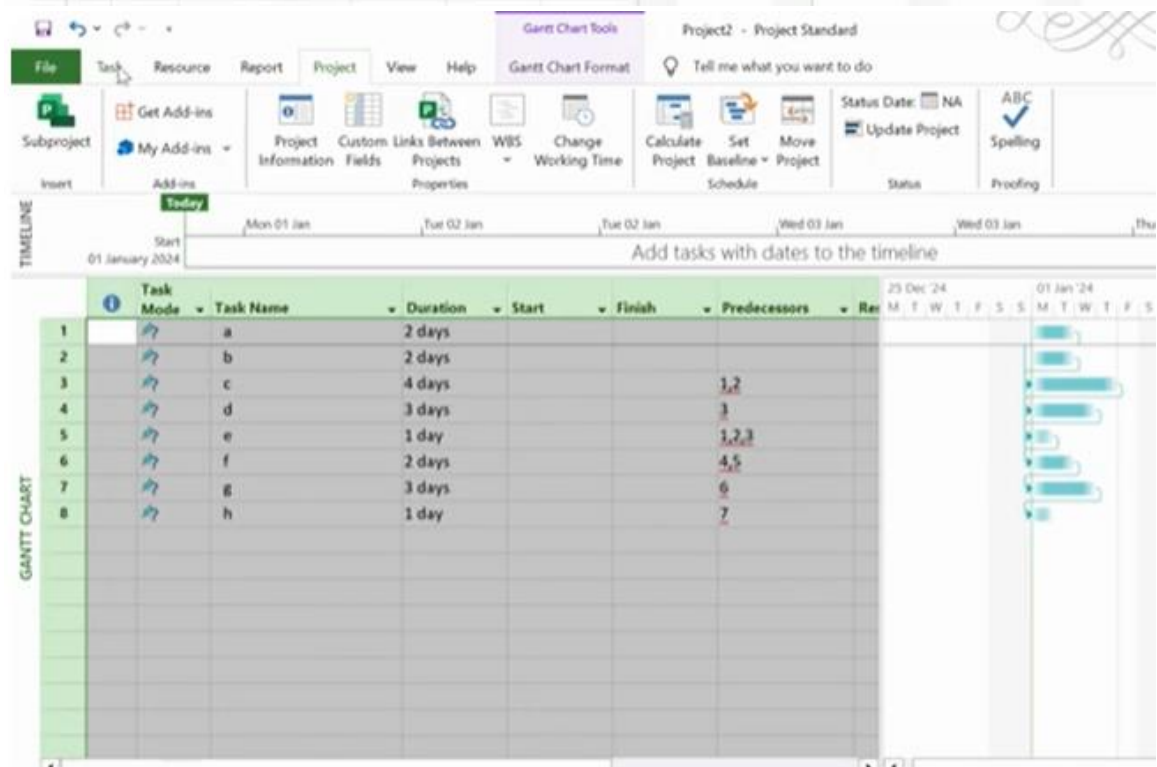 Gantt Chart Tools
Project2 - Project Standard
File Task Resource Report Project View Help Gantt Chart Format Tell me what you want to do
Subproject
Get Add-ins
My Add-ins
Project Information
Custom Fields
Links Between Projects
WBS
Change Working Time
Calculate Project
Set Baseline
Move Project
Status Date: NA
Update Project
ABC
Spelling
Insert Add-ins Properties Schedule Status Proofing
TIMELINE
Today
Mon 01 Jan Tue 02 Jan Tue 02 Jan Wed 03 Jan Wed 03 Jan Thu
Start
01 January 2024
Add tasks with dates to the timeline
GANTT CHART
Task Mode Task Name Duration Start Finish Predecessors Res
25 Dec '24 01 Jan '24
M T W T F S S M T W T F S
1 a 2 days
2 b 2 days
3 c 4 days 1,2
4 d 3 days 3
5 e 1 day 1,2,3
6 f 2 days 4,5
7 g 3 days 6
8 h 1 day 7